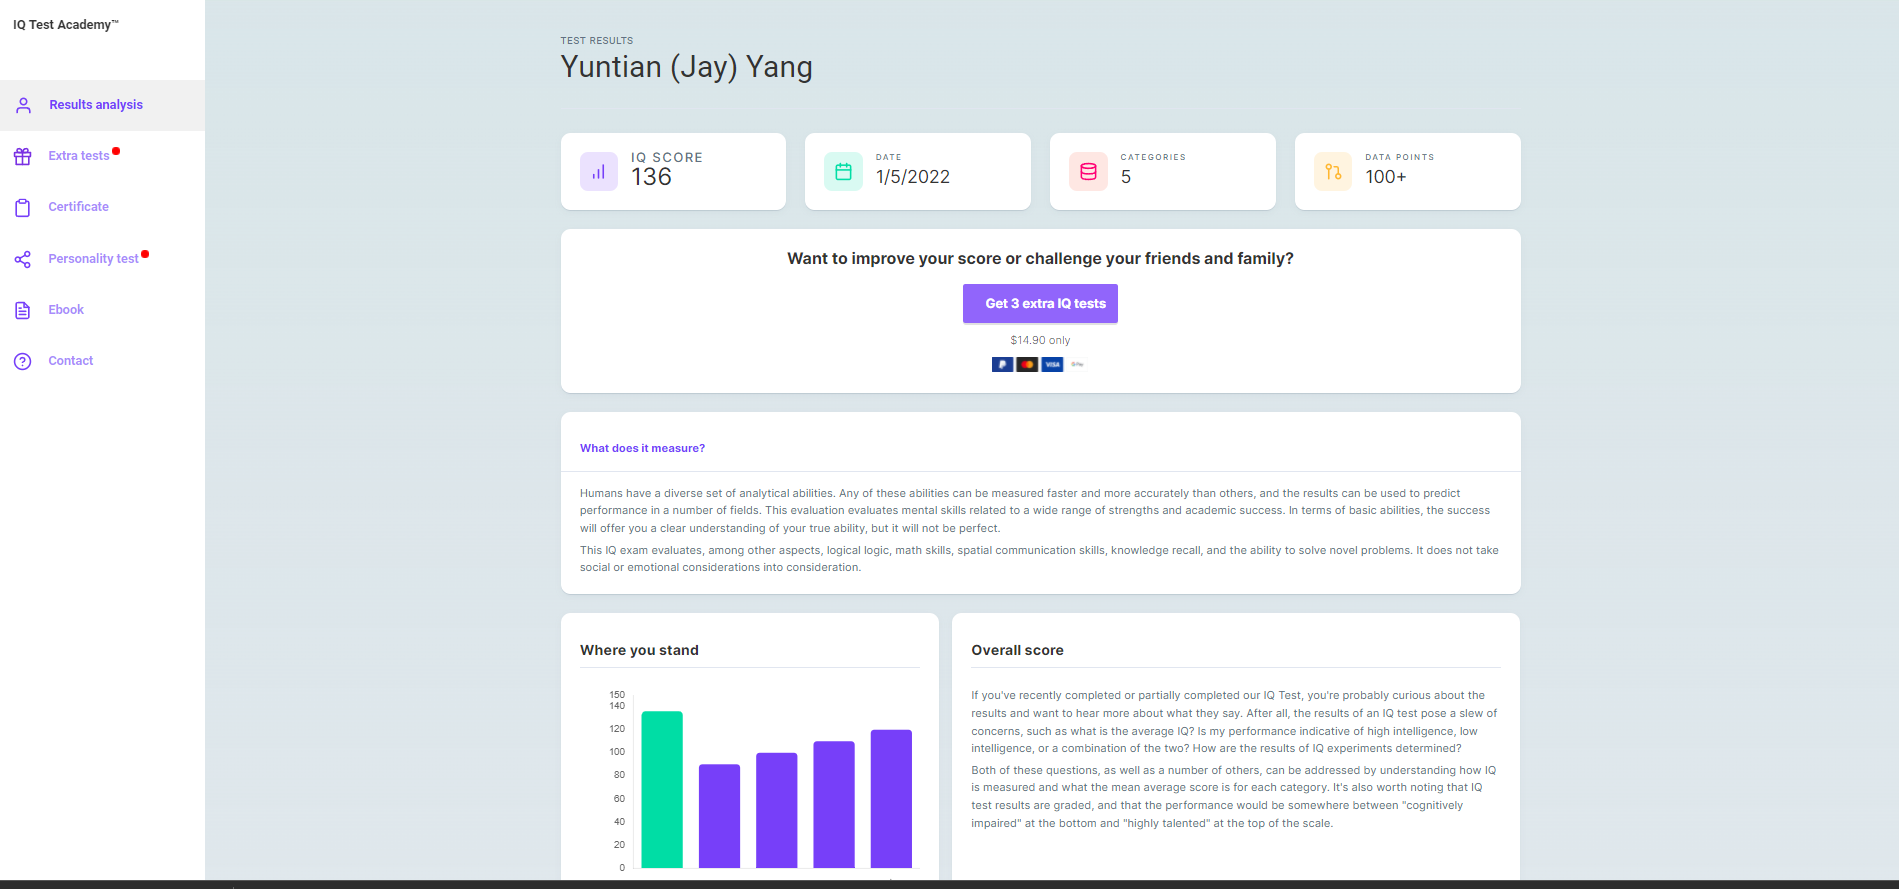 IQ Test Academy™
Results analysis
Extra tests
Certificate
Personality test
Ebook
Contact
TEST RESULTS
Yuntian (Jay) Yang
IQ SCORE
136
DATE
1/5/2022
CATEGORIES
5
DATA POINTS
100+
Want to improve your score or challenge your friends and family?
Get 3 extra IQ tests
$14.90 only
VISA
What does it measure?
Humans have a diverse set of analytical abilities. Any of these abilities can be measured faster and more accurately than others, and the results can be used to predict
performance in a number of fields. This evaluation evaluates mental skills related to a wide range of strengths and academic success. In terms of basic abilities, the success
will offer you a clear understanding of your true ability, but it will not be perfect.
This IQ exam evaluates, among other aspects, logical logic, math skills, spatial communication skills, knowledge recall, and the ability to solve novel problems. It does not take
social or emotional considerations into consideration.
Where you stand
150
140
120
100
80
60
40
20
0
Overall score
If you've recently completed or partially completed our IQ Test, you're probably curious about the
results and want to hear more about what they say. After all, the results of an IQ test pose a slew of
concerns, such as what is the average IQ? Is my performance indicative of high intelligence, low
intelligence, or a combination of the two? How are the results of IQ experiments determined?
Both of these questions, as well as a number of others, can be addressed by understanding how IQ
is measured and what the mean average score is for each category. It's also worth noting that IQ
test results are graded, and that the performance would be somewhere between "cognitively
impaired" at the bottom and "highly talented" at the top of the scale.